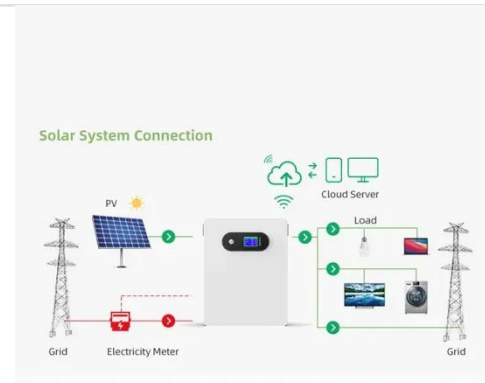 Solar System Connection
Cloud Server
PV
Load
Grid
Electricity Meter
Grid